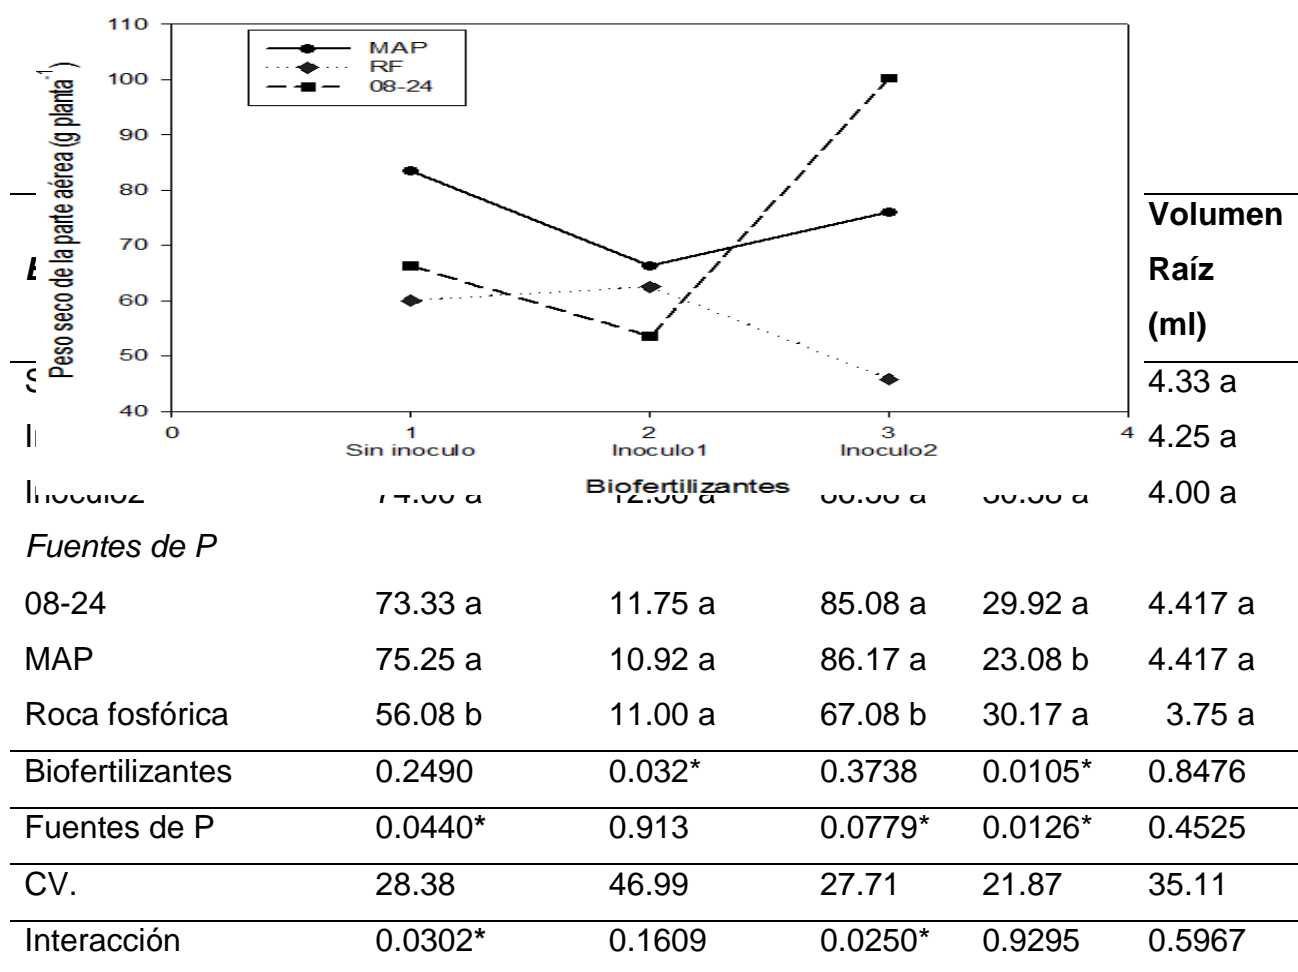 110
MAP
RF
08-24
100
90
80
70
60
50
40
Peso seco de la parte aérea (g planta-1)
0 1 2 3 4
Sin inoculo Inoculo1 Inoculo2
Biofertilizantes
Volumen
Raíz
(ml)
4.33 a
4.25 a
4.00 a
Fuentes de P
08-24 73.33 a 11.75 a 85.08 a 29.92 a 4.417 a
MAP 75.25 a 10.92 a 86.17 a 23.08 b 4.417 a
Roca fosfórica 56.08 b 11.00 a 67.08 b 30.17 a 3.75 a
Biofertilizantes 0.2490 0.032* 0.3738 0.0105* 0.8476
Fuentes de P 0.0440* 0.913 0.0779* 0.0126* 0.4525
CV. 28.38 46.99 27.71 21.87 35.11
Interacción 0.0302* 0.1609 0.0250* 0.9295 0.5967